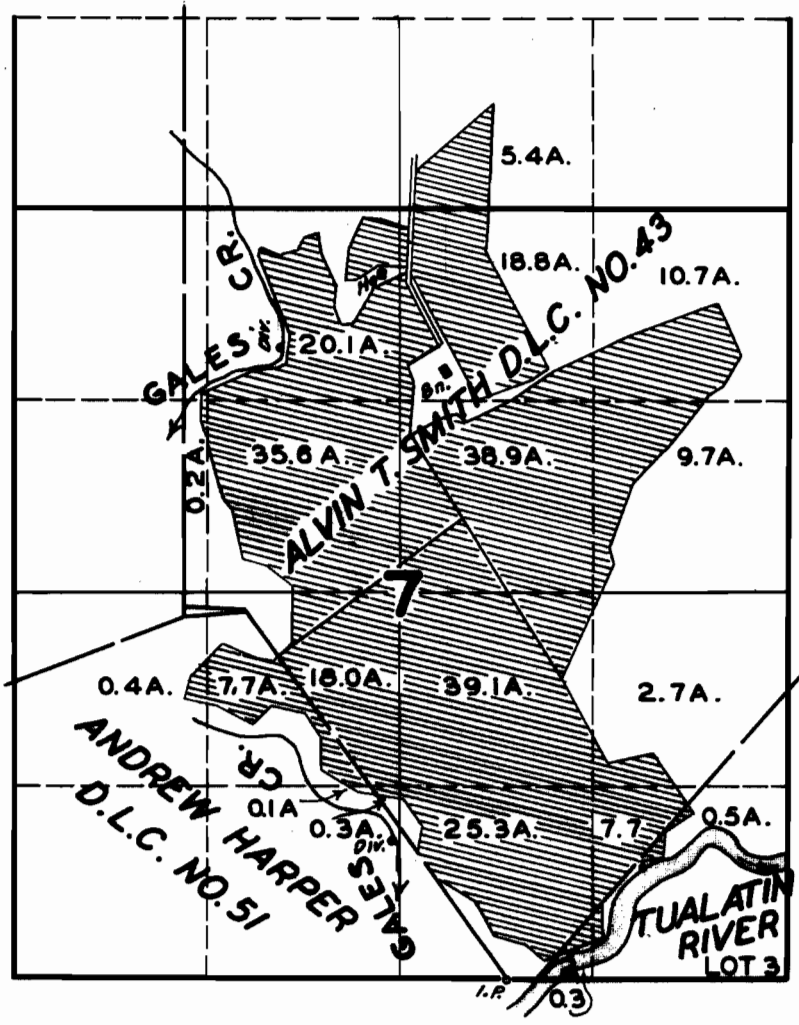 5.4A.
18.8A.
10.7A.
GALES CR.
DIV.
Hse
20.1A.
Bn.
ALVIN T. SMITH D.L.C. NO.43
0.2A.
35.6A.
38.9A.
9.7A.
7
0.4A.
7.7A.
18.0A.
39.1A.
2.7A.
ANDREW HARPER
D.L.C. NO.51
GALES CR.
0.1A
0.3A.
DIV.
25.3A.
7.7
0.5A.
TUALATIN
RIVER
LOT 3
I.P.
0.3